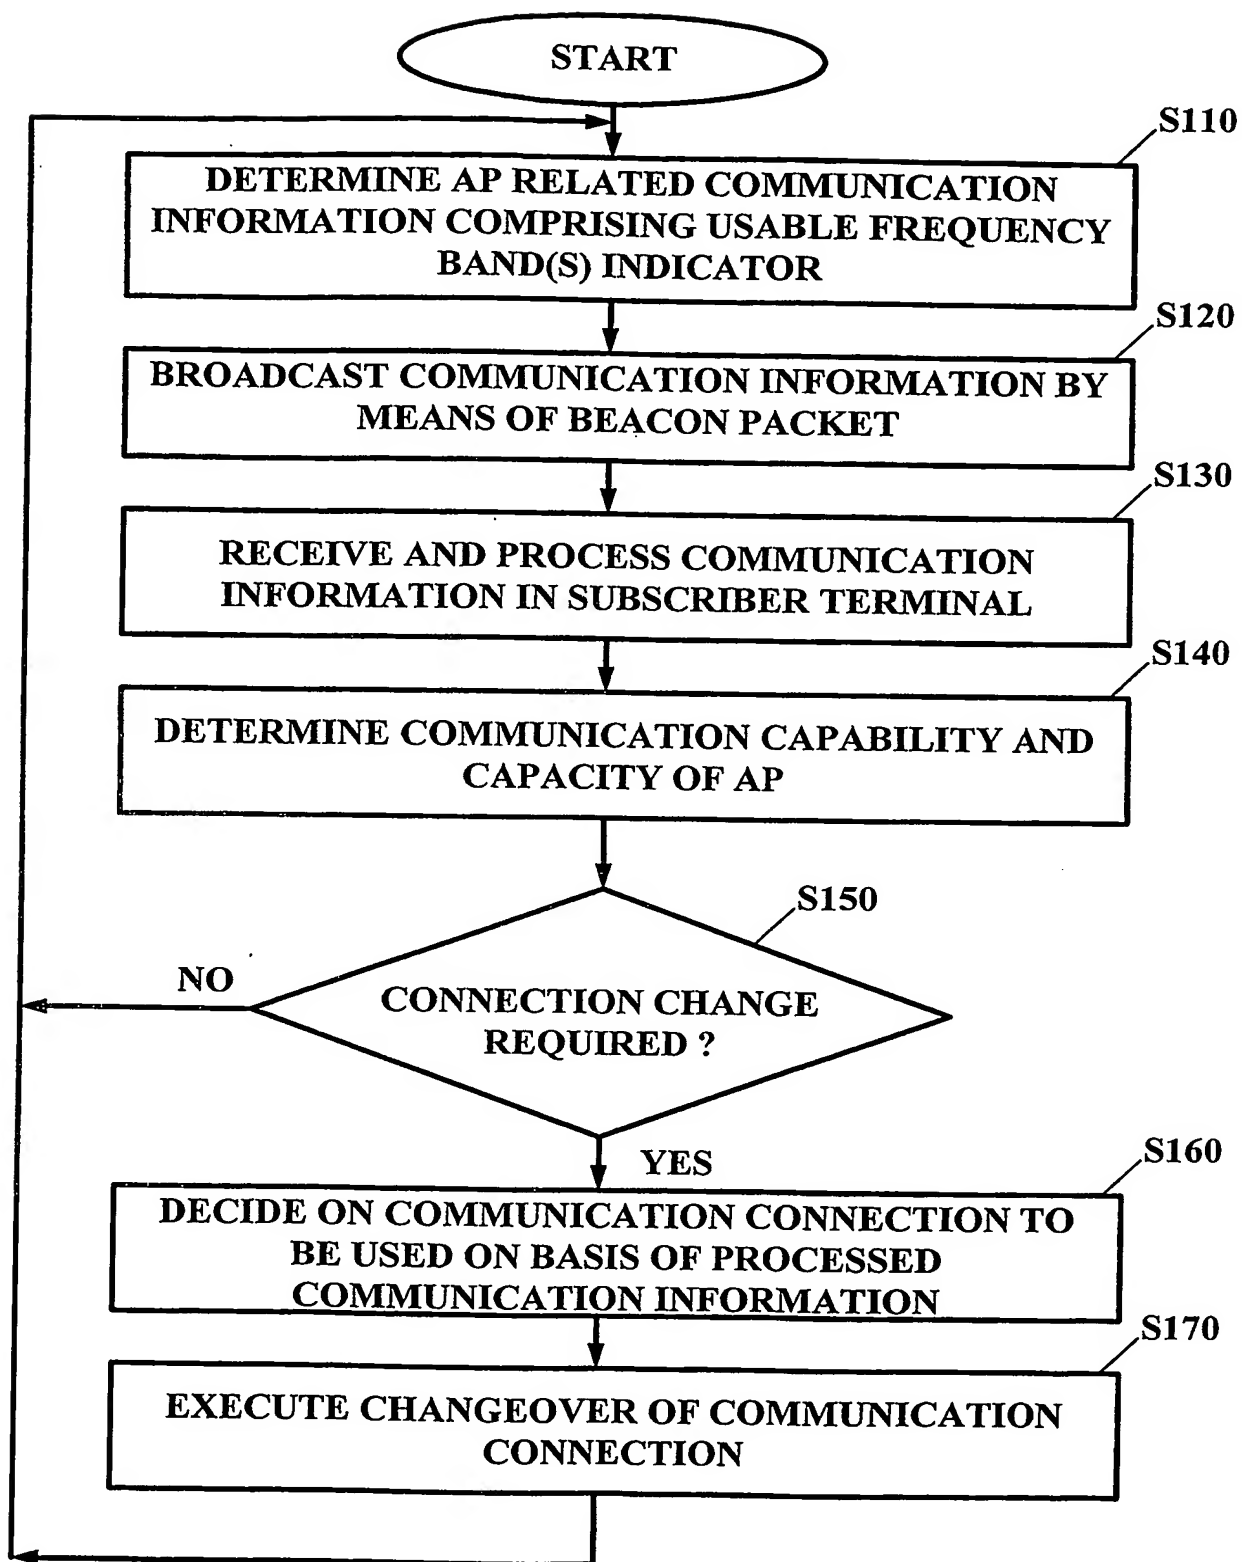 START
S110
DETERMINE AP RELATED COMMUNICATION
INFORMATION COMPRISING USABLE FREQUENCY
BAND(S) INDICATOR
S120
BROADCAST COMMUNICATION INFORMATION BY
MEANS OF BEACON PACKET
S130
RECEIVE AND PROCESS COMMUNICATION
INFORMATION IN SUBSCRIBER TERMINAL
S140
DETERMINE COMMUNICATION CAPABILITY AND
CAPACITY OF AP
S150
NO
CONNECTION CHANGE
REQUIRED ?
YES
S160
DECIDE ON COMMUNICATION CONNECTION TO
BE USED ON BASIS OF PROCESSED
COMMUNICATION INFORMATION
S170
EXECUTE CHANGEOVER OF COMMUNICATION
CONNECTION